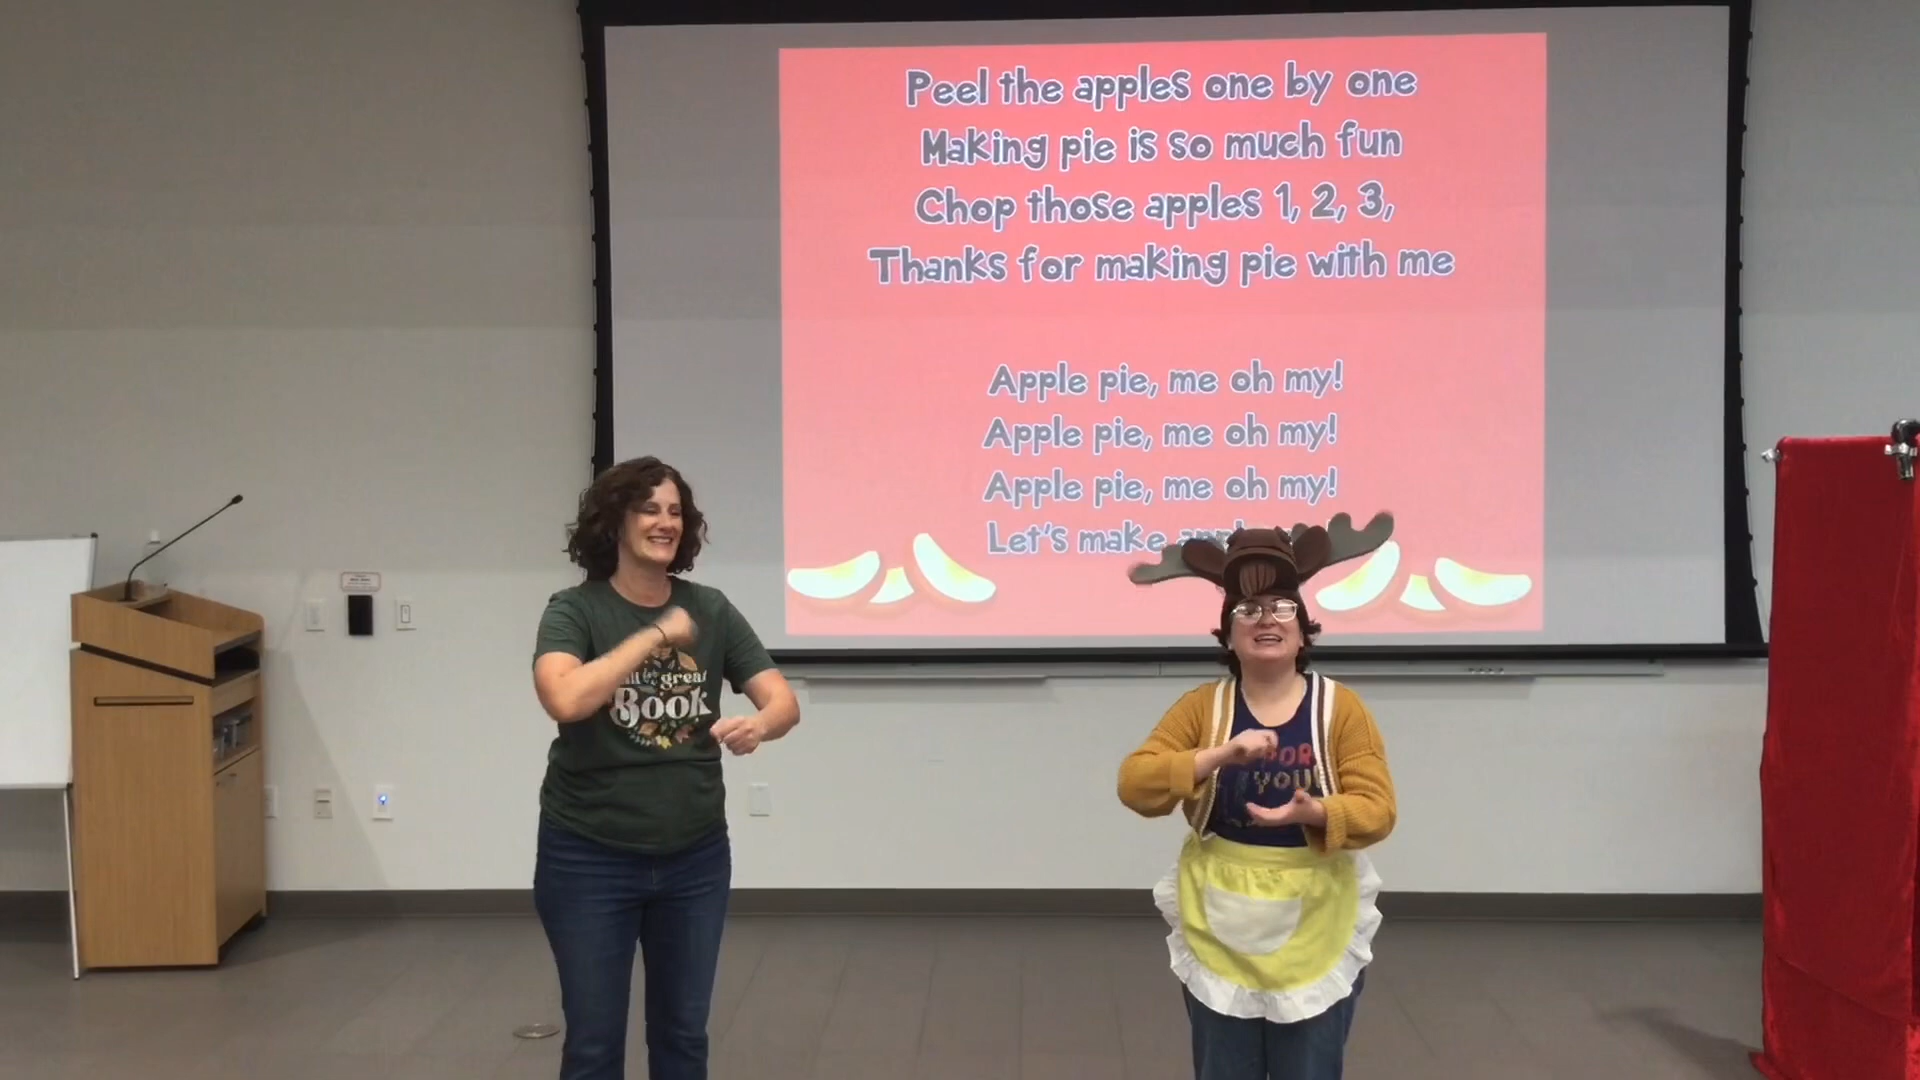 Peel the apples one by one
Making pie is so much fun
Chop those apples 1, 2, 3,
Thanks for making pie with me
Apple pie, me oh my!
Apple pie, me oh my!
Apple pie, me oh my!
Let's make
great
Book
YOU